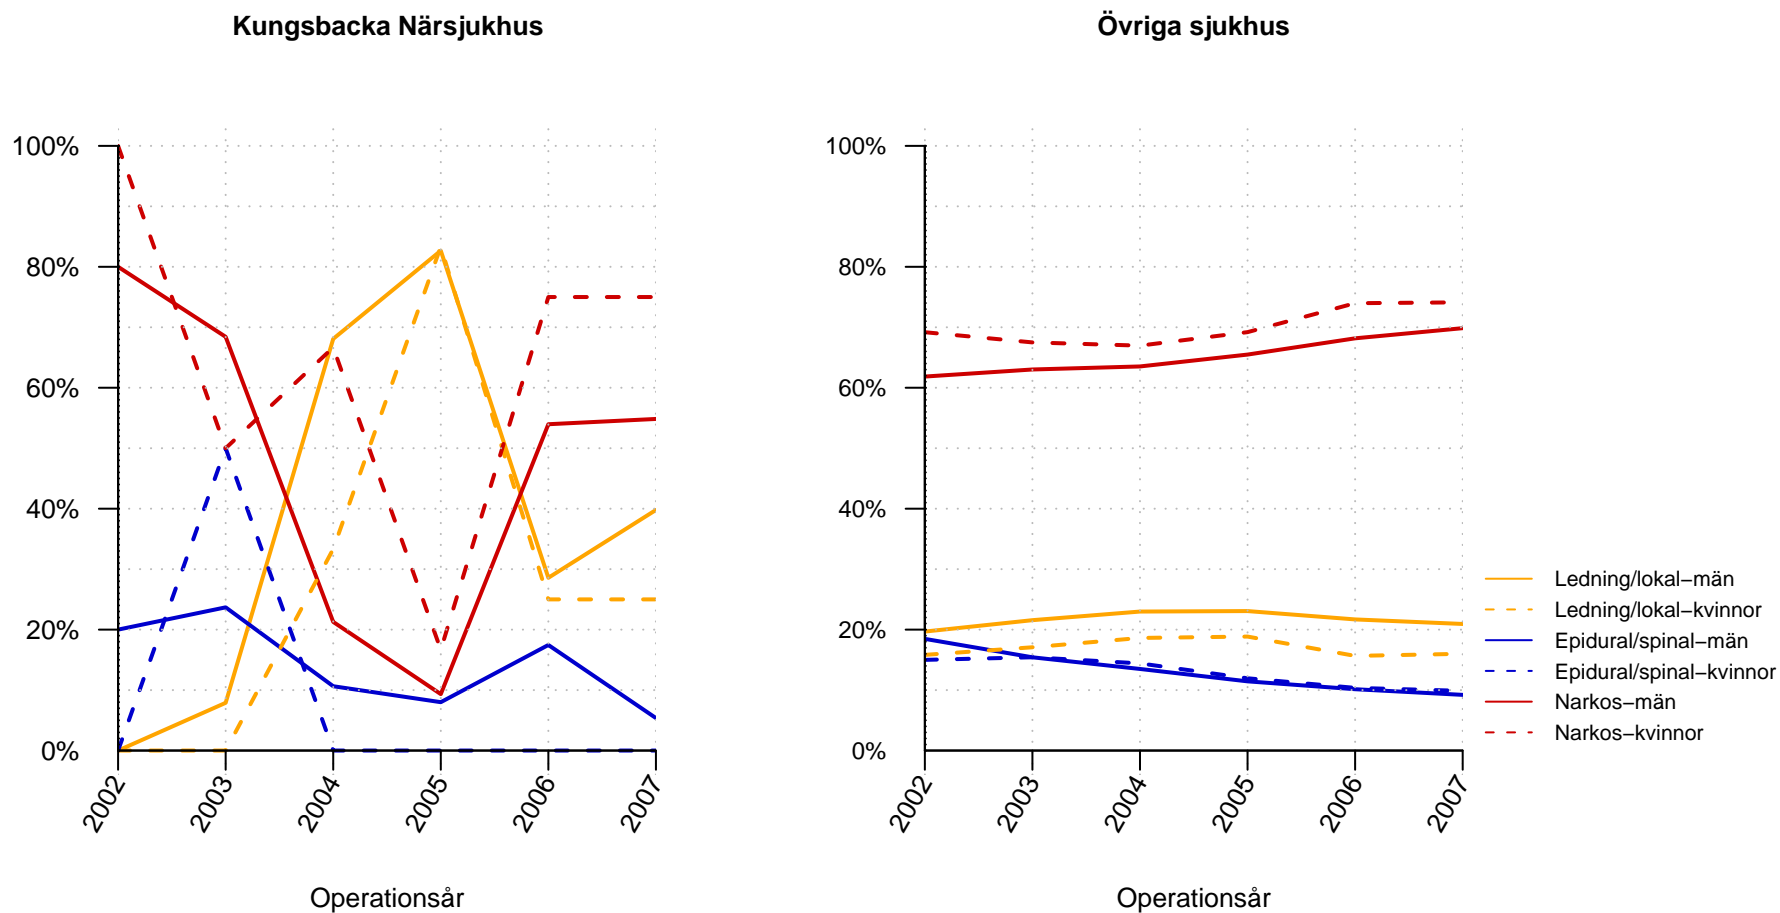 Kungsbacka Närsjukhus
100%
80%
60%
40%
20%
0%
2002
2003
2004
2005
2006
2007
Operationsår
Övriga sjukhus
100%
80%
60%
40%
20%
0%
2002
2003
2004
2005
2006
2007
Operationsår
Ledning/lokal−män
Ledning/lokal−kvinnor
Epidural/spinal−män
Epidural/spinal−kvinnor
Narkos−män
Narkos−kvinnor